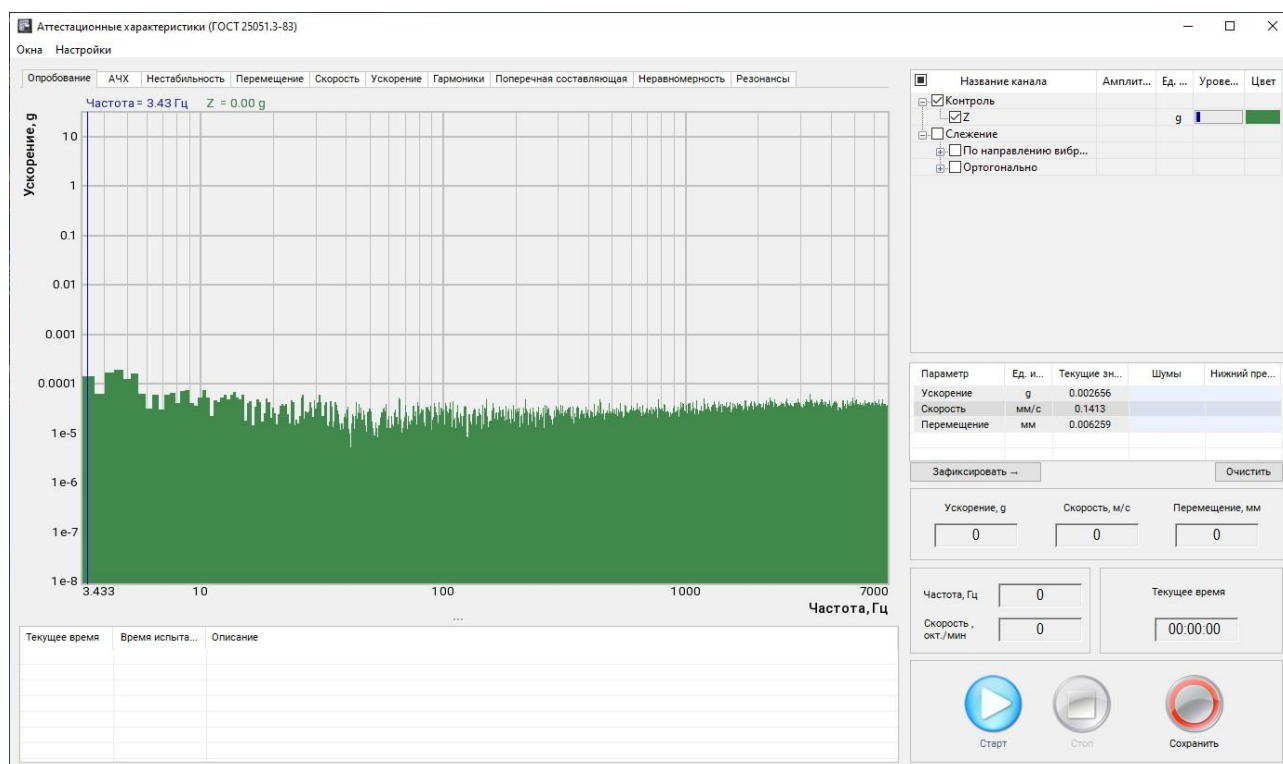 Аттестационные характеристики (ГОСТ 25051.3-83)
Окна Настройки
Опробование АЧХ Нестабильность Перемещение Скорость Ускорение Гармоники Поперечная составляющая Неравномерность Резонансы
Частота = 3.43 Гц Z = 0.00 g
Ускорение, g
10
1
0.1
0.01
0.001
0.0001
1e-5
1e-6
1e-7
1e-8
3.433 10 100 1000 7000
Частота, Гц
...
Текущее время Время испыта... Описание
Название канала Амплит... Ед. ... Урове... Цвет
Контроль
Z g
Слежение
По направлению вибр...
Ортогонально
Параметр Ед. и... Текущие зн... Шумы Нижний пре...
Ускорение g 0.002656
Скорость мм/с 0.1413
Перемещение мм 0.006259
Зафиксировать → Очистить
Ускорение, g Скорость, м/с Перемещение, мм
0 0 0
Частота, Гц 0
Скорость ,
окт./мин 0
Текущее время
00:00:00
Старт Стоп Сохранить